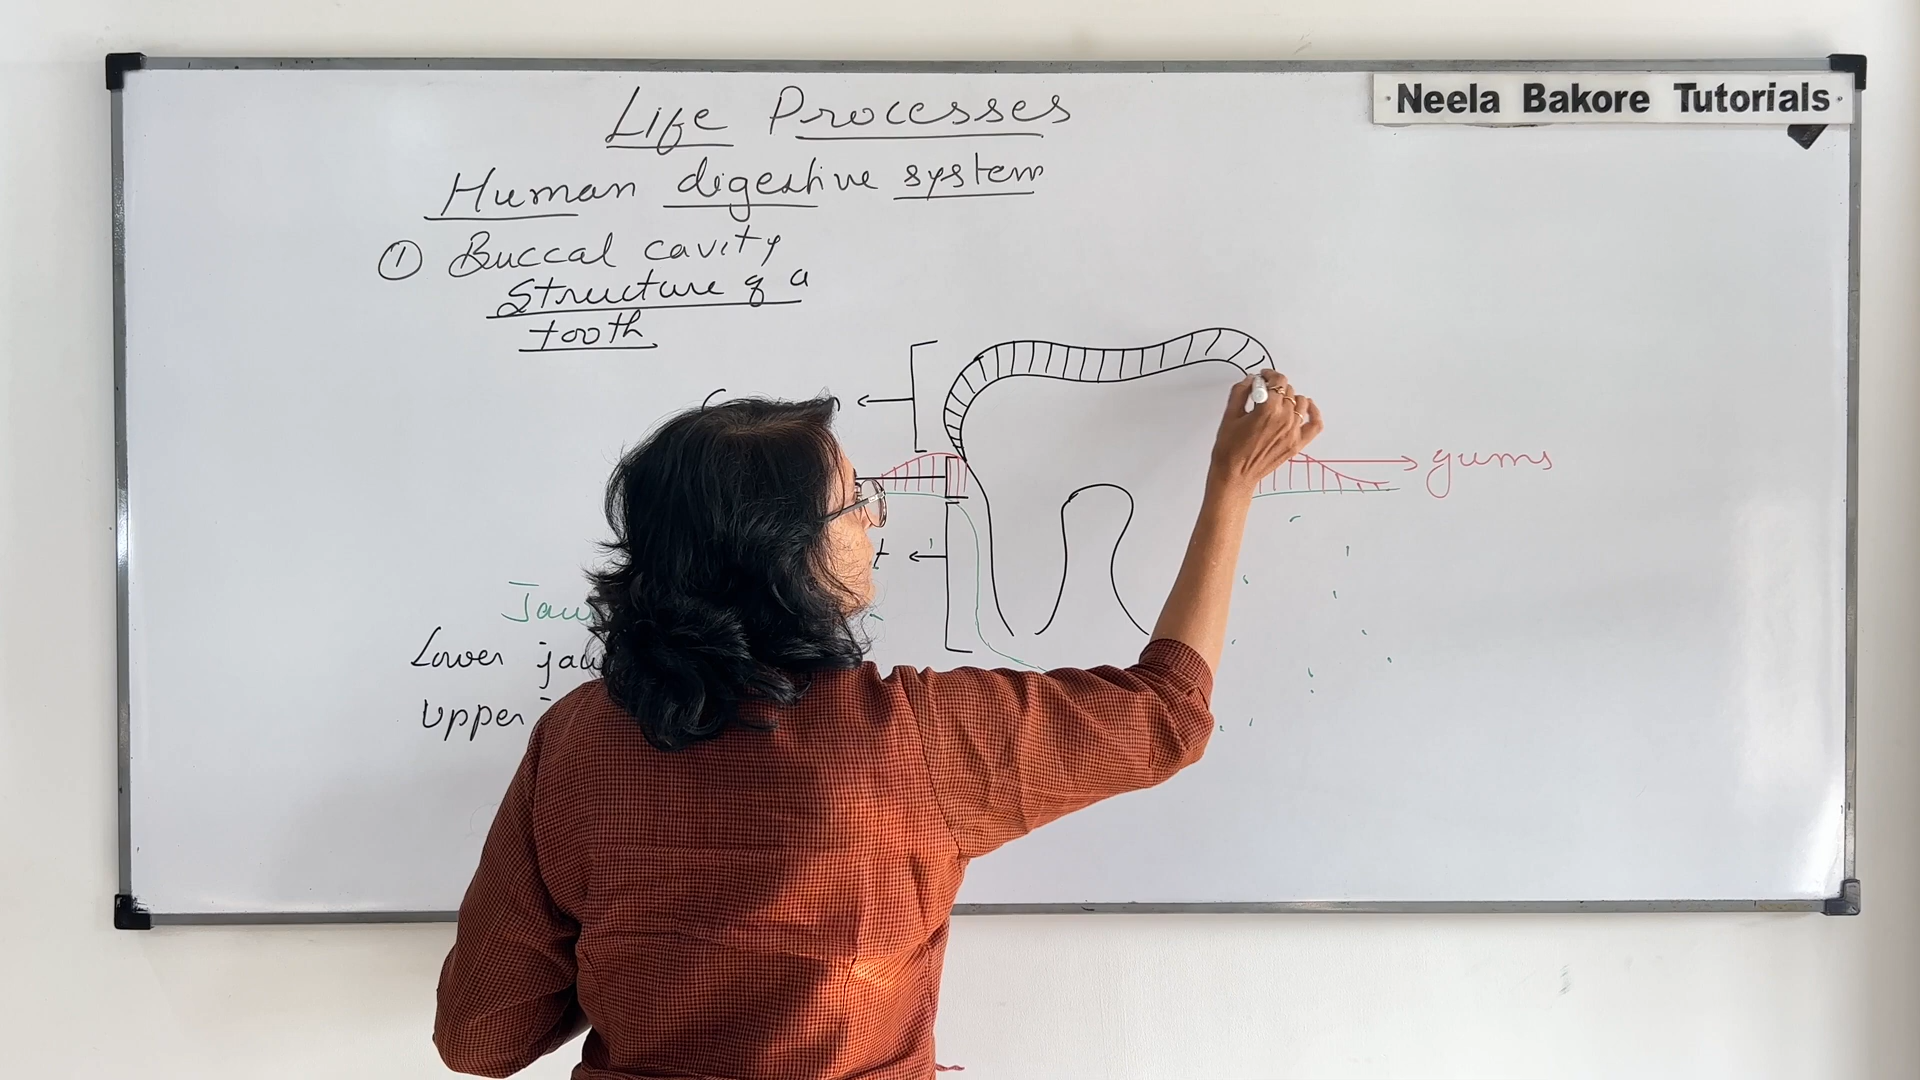 Neela Bakore Tutorials
Life Processes
Human digestive system
① Buccal cavity
Structure of a
tooth
gums
Lower
Upper